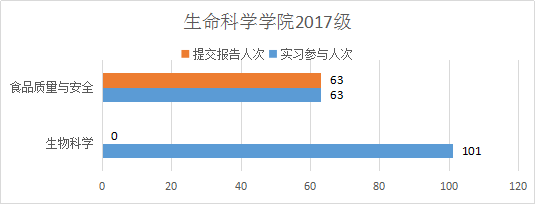 生命科学学院2017级
提交报告人次 实习参与人次
食品质量与安全 63
63
生物科学 0
101
0 20 40 60 80 100 120